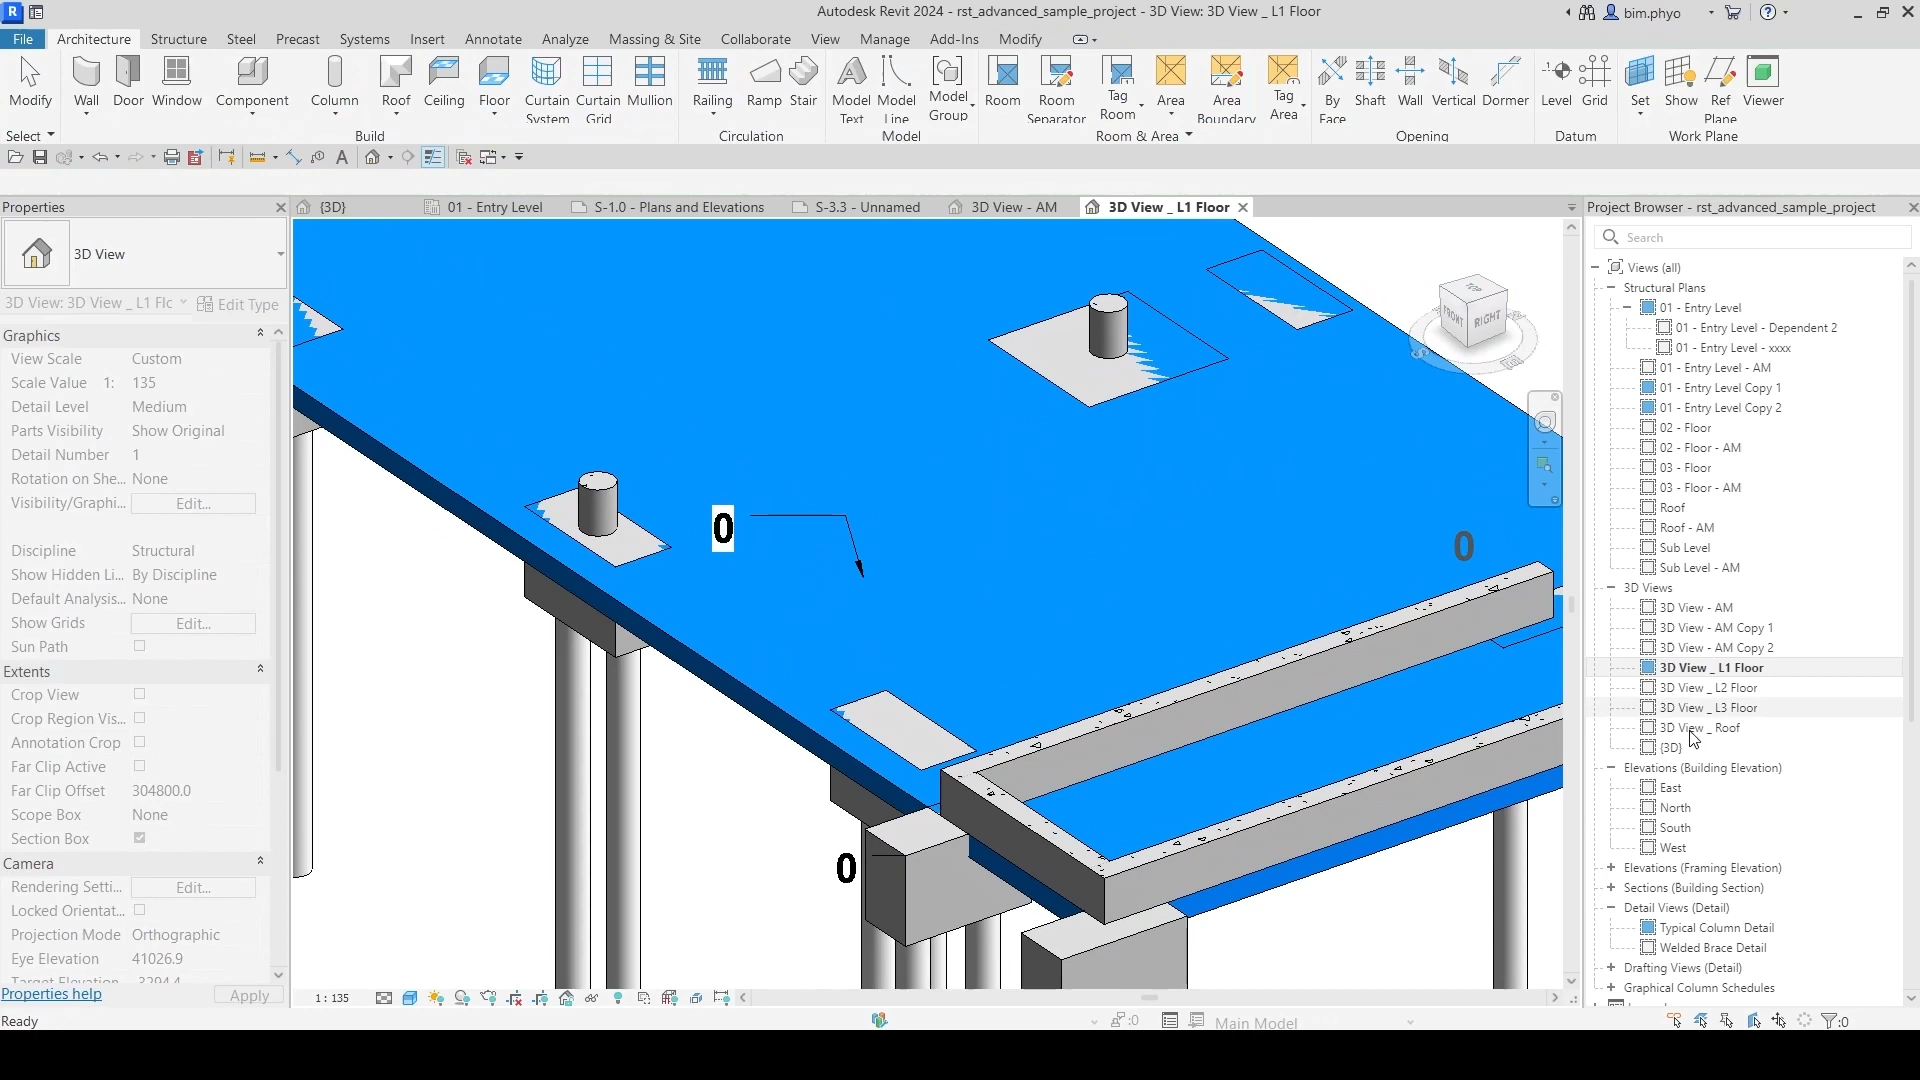 Autodesk Revit 2024 - rst_advanced_sample_project - 3D View: 3D View _ L1 Floor
bim.phyo
File Architecture Structure Steel Precast Systems Insert Annotate Analyze Massing & Site Collaborate View Manage Add-Ins Modify
Modify Wall Door Window Component Column Roof Ceiling Floor Curtain System Curtain Grid Mullion Railing Ramp Stair Model Text Model Line Model Group Room Room Separator Tag Room Area Area Boundary Tag Area By Face Shaft Wall Vertical Dormer Level Grid Set Show Ref Plane Viewer
Select Build Circulation Model Room & Area Opening Datum Work Plane
Properties
{3D} 01 - Entry Level S-1.0 - Plans and Elevations S-3.3 - Unnamed 3D View - AM 3D View _ L1 Floor
Project Browser - rst_advanced_sample_project
3D View
3D View: 3D View _ L1 Flc Edit Type
Graphics
View Scale Custom
Scale Value 1: 135
Detail Level Medium
Parts Visibility Show Original
Detail Number 1
Rotation on She... None
Visibility/Graphi... Edit...
Discipline Structural
Show Hidden Li... By Discipline
Default Analysis... None
Show Grids Edit...
Sun Path
Extents
Crop View
Crop Region Vis...
Annotation Crop
Far Clip Active
Far Clip Offset 304800.0
Scope Box None
Section Box
Camera
Rendering Setti... Edit...
Locked Orientat...
Projection Mode Orthographic
Eye Elevation 41026.9
Properties help Apply
0
0
0
TOP
FRONT
RIGHT
Search
Views (all)
Structural Plans
01 - Entry Level
01 - Entry Level - Dependent 2
01 - Entry Level - xxxx
01 - Entry Level - AM
01 - Entry Level Copy 1
01 - Entry Level Copy 2
02 - Floor
02 - Floor - AM
03 - Floor
03 - Floor - AM
Roof
Roof - AM
Sub Level
Sub Level - AM
3D Views
3D View - AM
3D View - AM Copy 1
3D View - AM Copy 2
3D View _ L1 Floor
3D View _ L2 Floor
3D View _ L3 Floor
3D View _ Roof
{3D}
Elevations (Building Elevation)
East
North
South
West
Elevations (Framing Elevation)
Sections (Building Section)
Detail Views (Detail)
Typical Column Detail
Welded Brace Detail
Drafting Views (Detail)
Graphical Column Schedules
1 : 135
Ready
:0
Main Model
:0